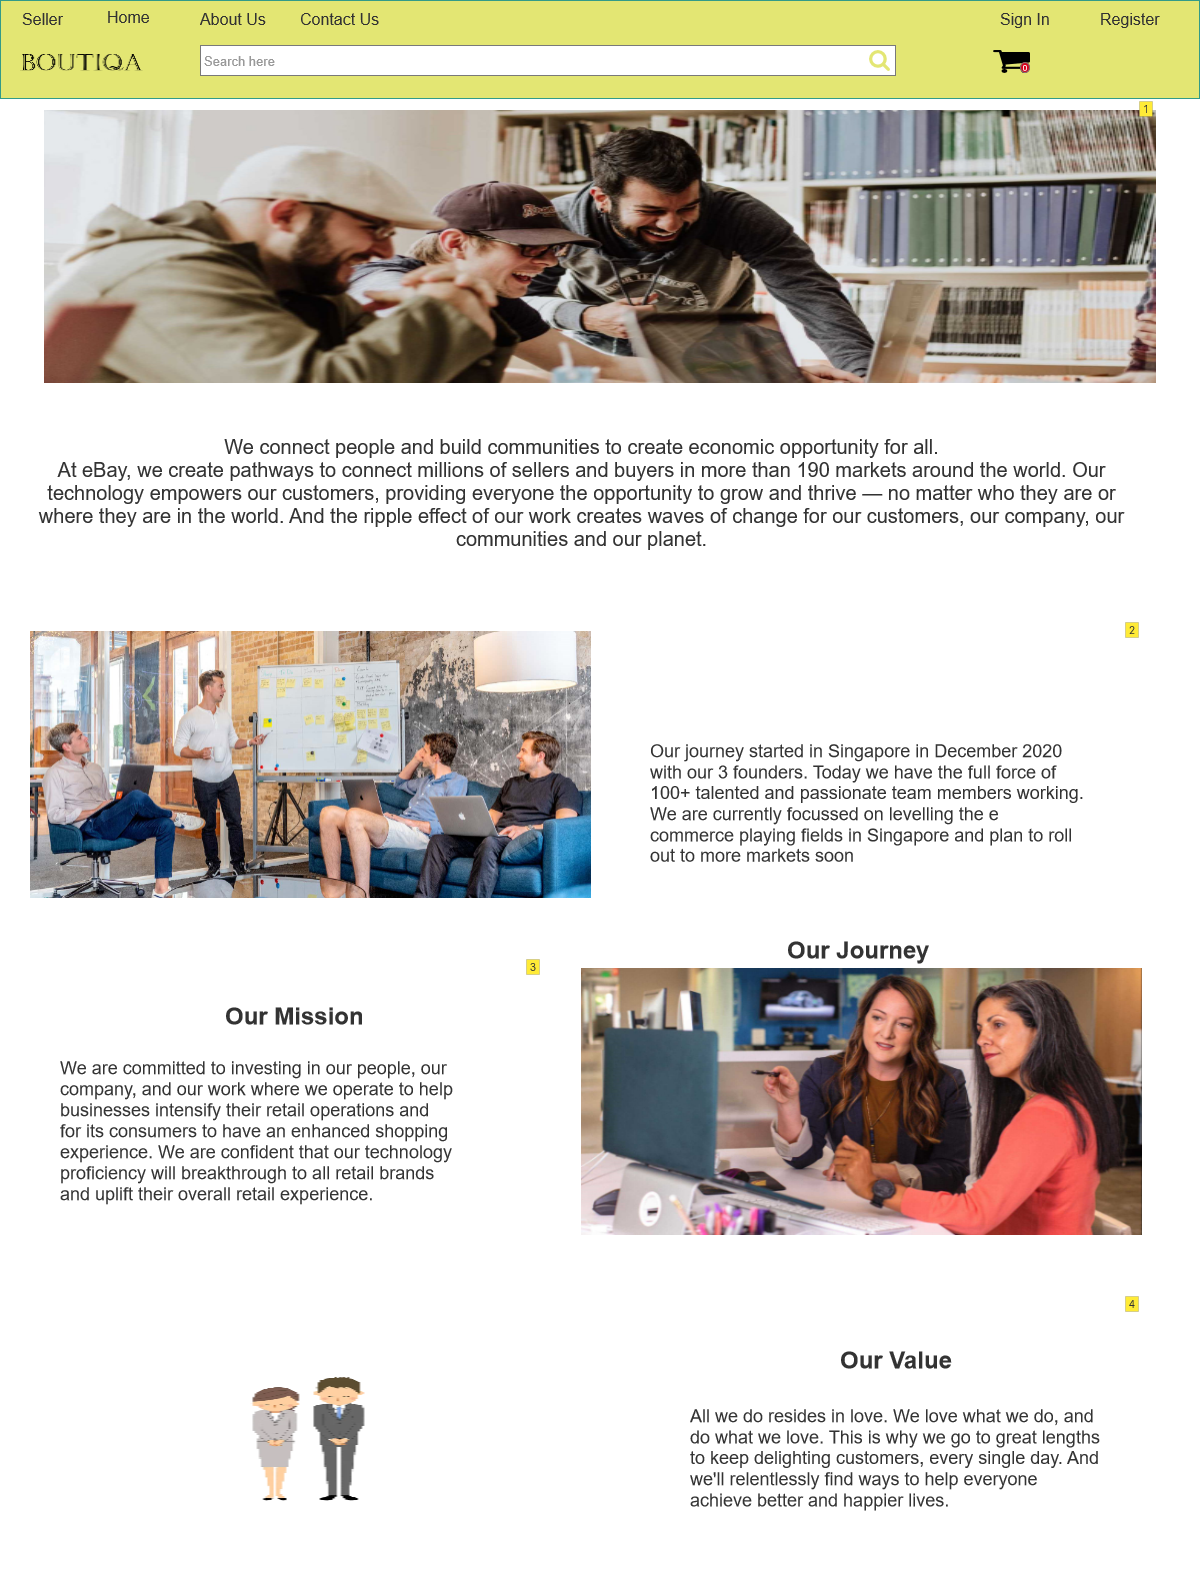 Seller
Home
About Us
Contact Us
Sign In
Register
BOUTIQA
Search here
0
1
We connect people and build communities to create economic opportunity for all.
At eBay, we create pathways to connect millions of sellers and buyers in more than 190 markets around the world. Our
technology empowers our customers, providing everyone the opportunity to grow and thrive — no matter who they are or
where they are in the world. And the ripple effect of our work creates waves of change for our customers, our company, our
communities and our planet.
2
Our journey started in Singapore in December 2020
with our 3 founders. Today we have the full force of
100+ talented and passionate team members working.
We are currently focussed on levelling the e
commerce playing fields in Singapore and plan to roll
out to more markets soon
Our Journey
3
Our Mission
We are committed to investing in our people, our
company, and our work where we operate to help
businesses intensify their retail operations and
for its consumers to have an enhanced shopping
experience. We are confident that our technology
proficiency will breakthrough to all retail brands
and uplift their overall retail experience.
4
Our Value
All we do resides in love. We love what we do, and
do what we love. This is why we go to great lengths
to keep delighting customers, every single day. And
we'll relentlessly find ways to help everyone
achieve better and happier lives.